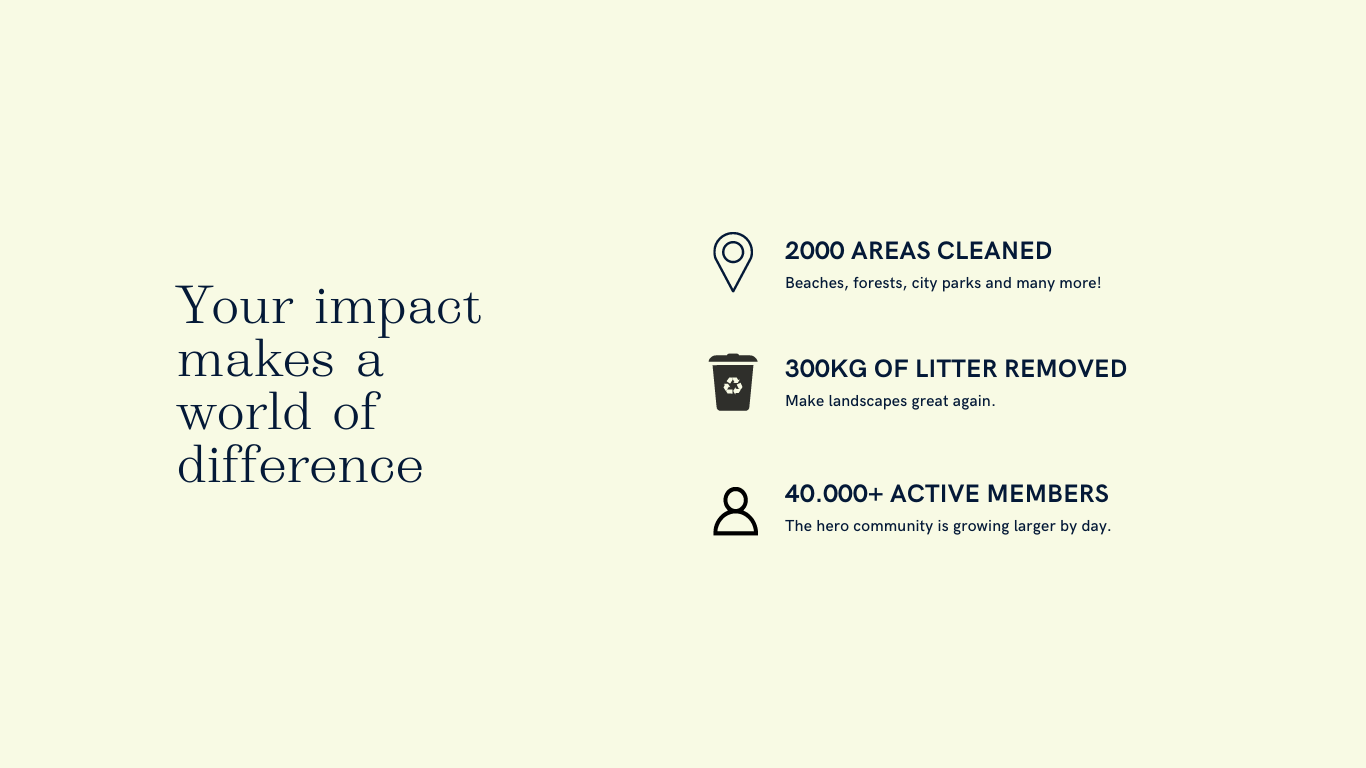 Your impact
makes a
world of
difference
2000 AREAS CLEANED
Beaches, forests, city parks and many more!
300KG OF LITTER REMOVED
Make landscapes great again.
40.000+ ACTIVE MEMBERS
The hero community is growing larger by day.